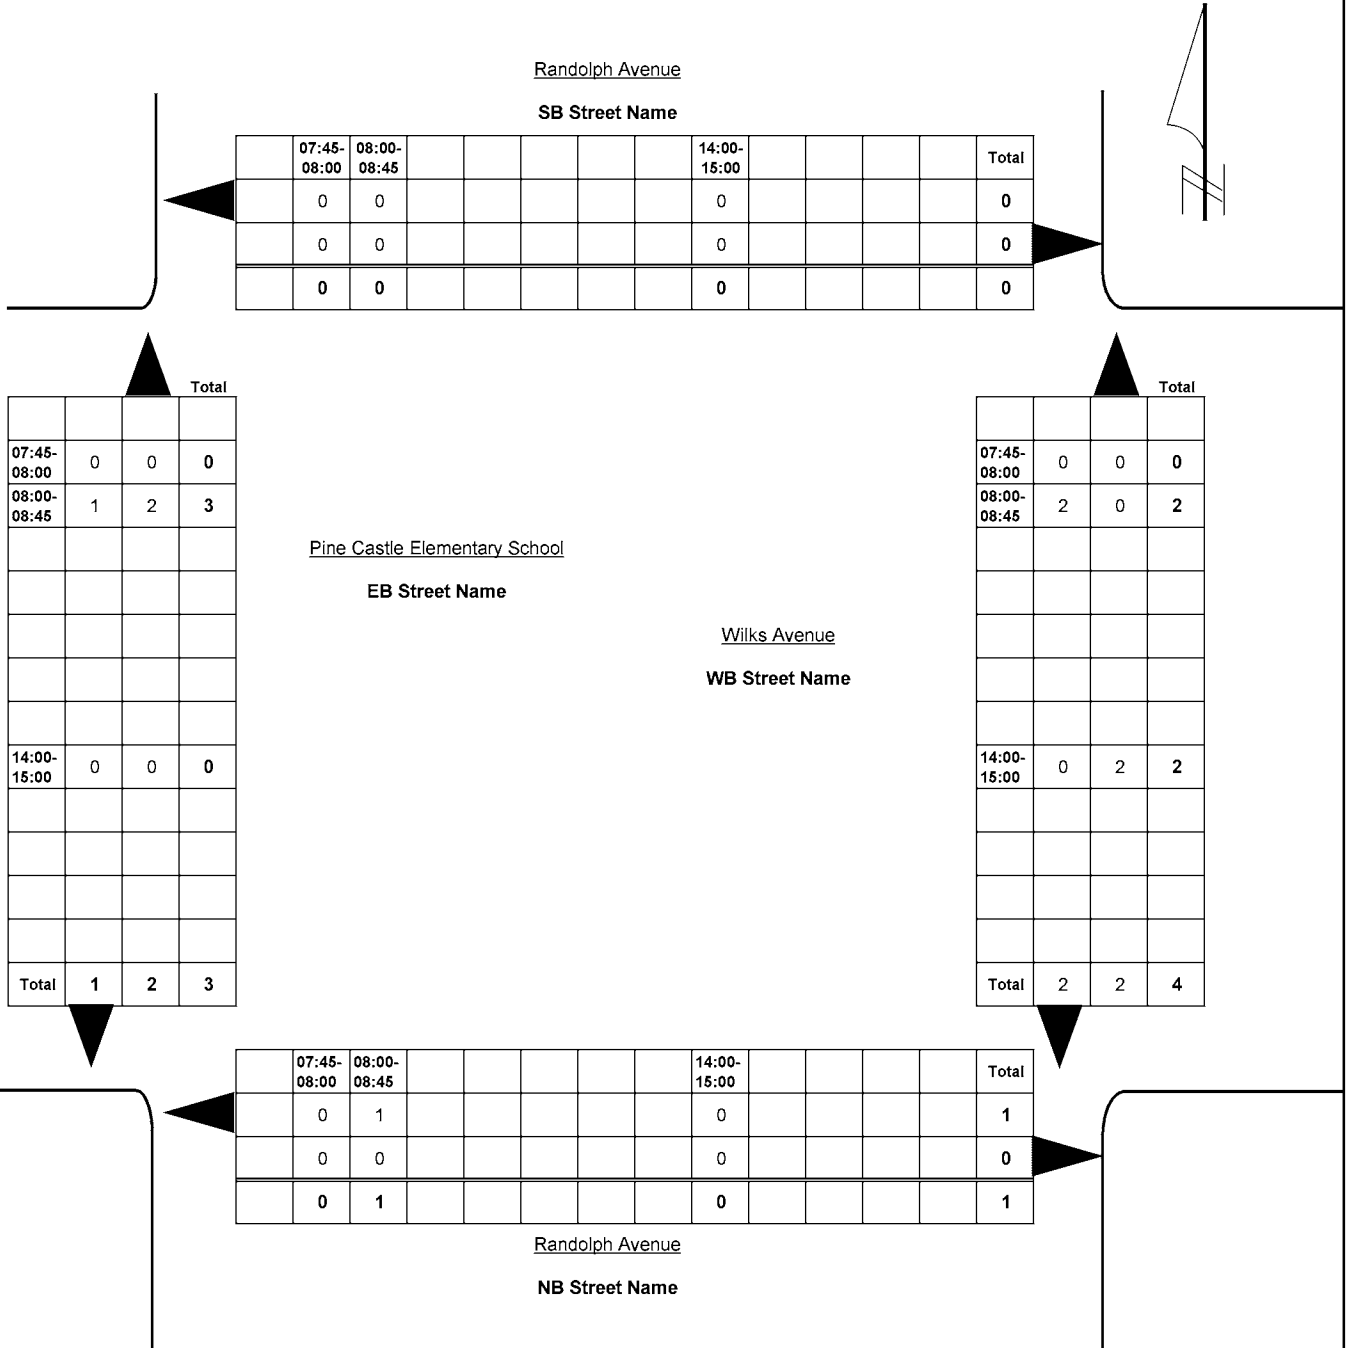 Randolph Avenue
SB Street Name
07:45- 08:00- 14:00- Total
08:00 08:45 15:00
0 0 0 0
0 0 0 0
0 0 0 0
Total Total
07:45- 0 0 0 07:45- 0 0 0
08:00 08:00
08:00- 1 2 3 08:00- 2 0 2
08:45 08:45
Pine Castle Elementary School
EB Street Name
Wilks Avenue
WB Street Name
14:00- 0 0 0 14:00- 0 2 2
15:00 15:00
Total 1 2 3 Total 2 2 4
07:45- 08:00- 14:00- Total
08:00 08:45 15:00
0 1 0 1
0 0 0 0
0 1 0 1
Randolph Avenue
NB Street Name
N